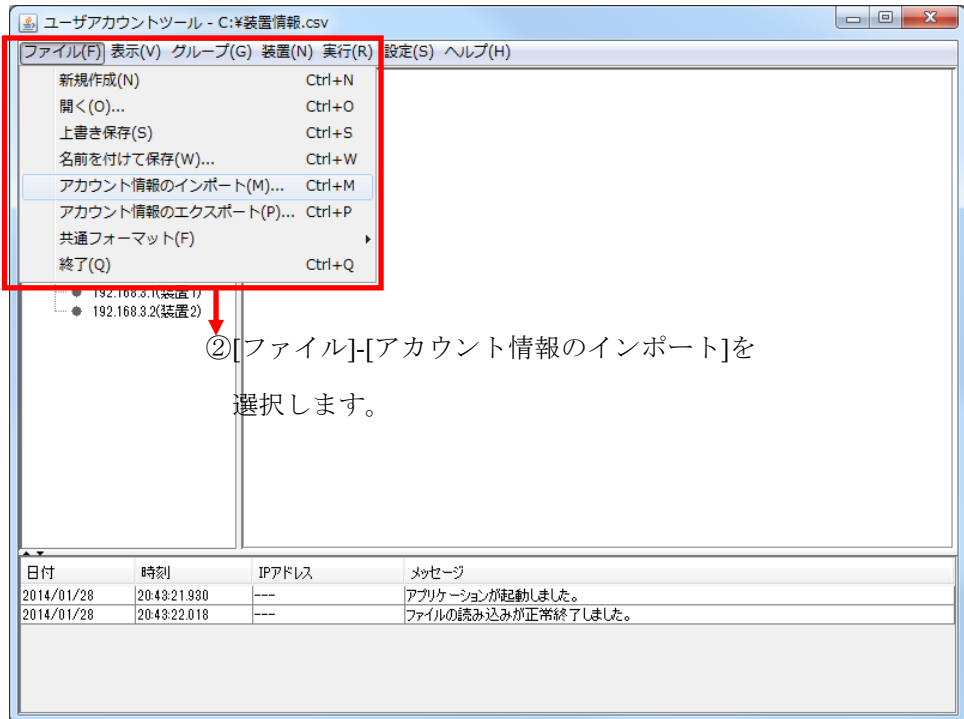 ユーザアカウントツール - C:¥装置情報.csv
ファイル(F) 表示(V) グループ(G) 装置(N) 実行(R) 設定(S) ヘルプ(H)
新規作成(N) Ctrl+N
開く(O)... Ctrl+O
上書き保存(S) Ctrl+S
名前を付けて保存(W)... Ctrl+W
アカウント情報のインポート(M)... Ctrl+M
アカウント情報のエクスポート(P)... Ctrl+P
共通フォーマット(F)
終了(Q) Ctrl+Q
192.168.3.1(装置1)
192.168.3.2(装置2)
②[ファイル]-[アカウント情報のインポート]を
選択します。
日付 時刻 IPアドレス メッセージ
2014/01/28 20:43:21.930 --- アプリケーションが起動しました。
2014/01/28 20:43:22.018 --- ファイルの読み込みが正常終了しました。